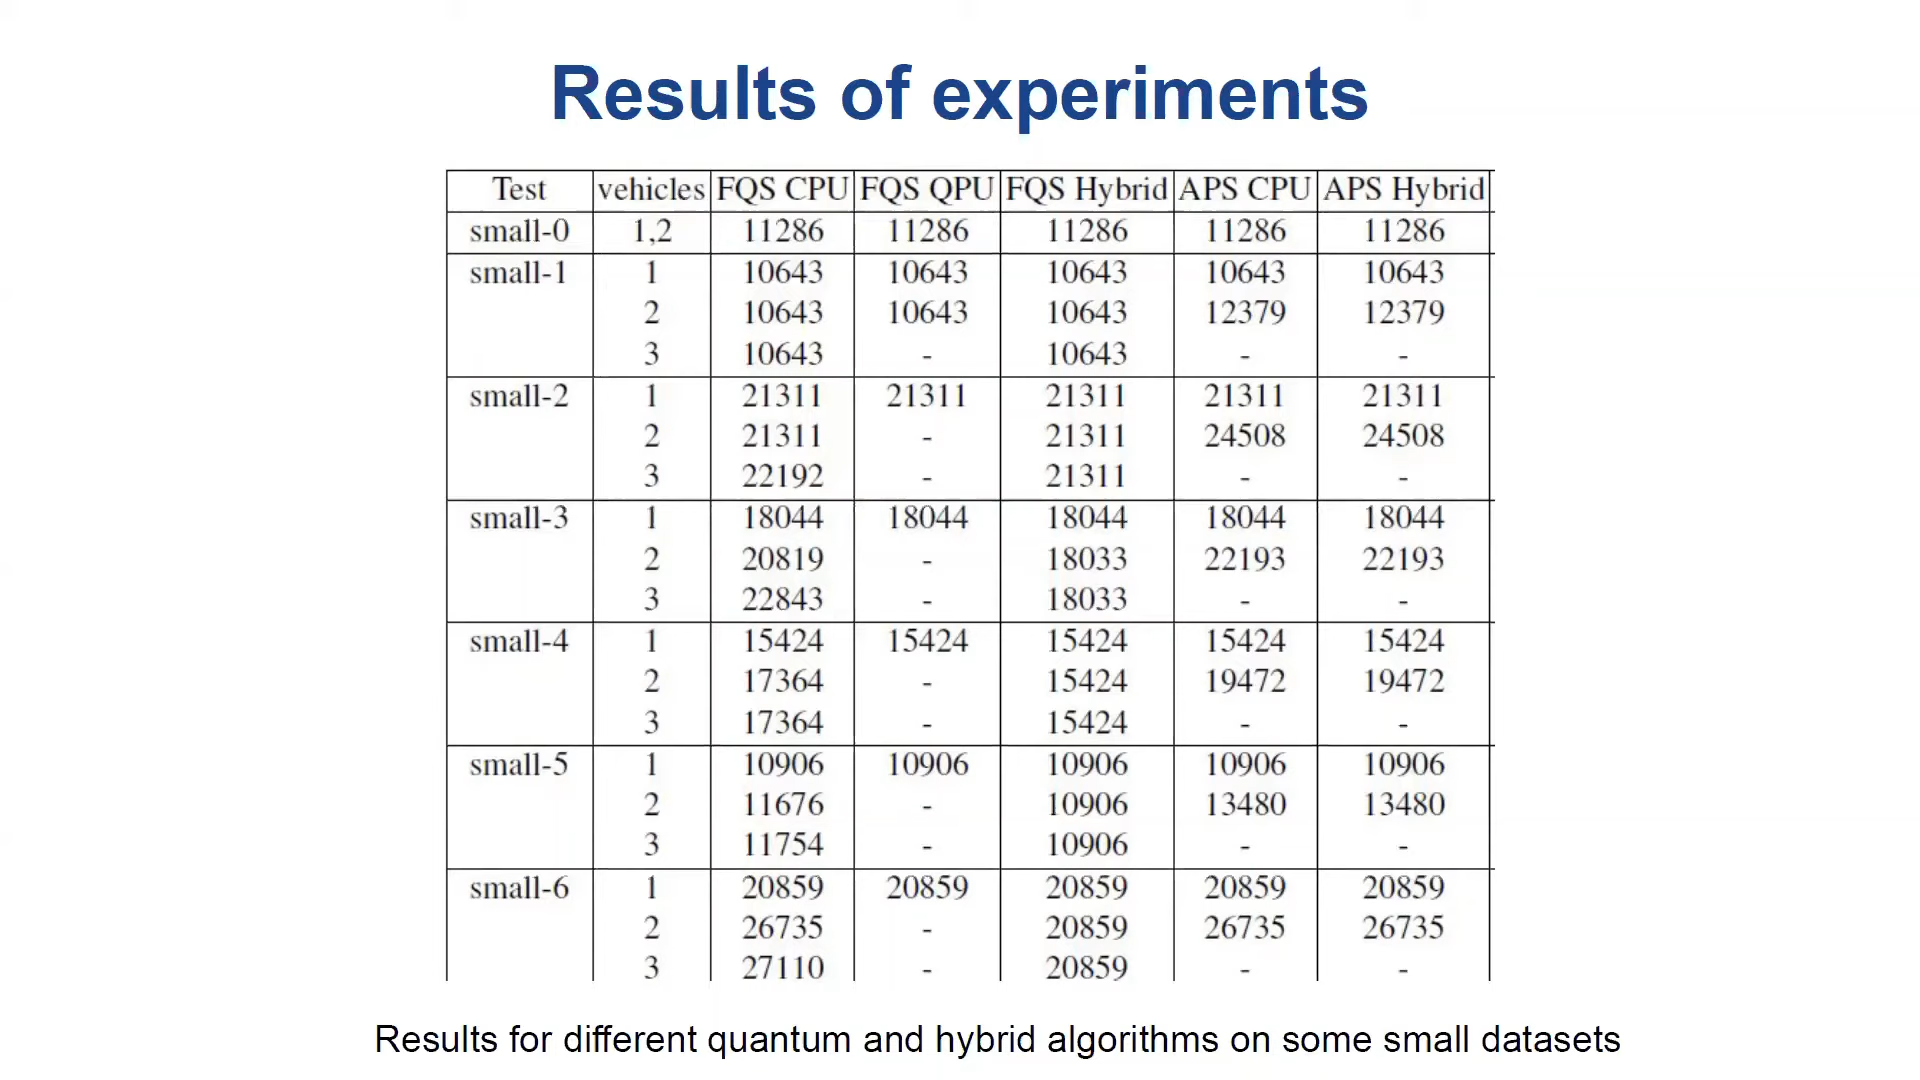 Results of experiments
Test vehicles FQS CPU FQS QPU FQS Hybrid APS CPU APS Hybrid
small-0 1,2 11286 11286 11286 11286 11286
small-1 1 10643 10643 10643 10643 10643
2 10643 10643 10643 12379 12379
3 10643 - 10643 - -
small-2 1 21311 21311 21311 21311 21311
2 21311 - 21311 24508 24508
3 22192 - 21311 - -
small-3 1 18044 18044 18044 18044 18044
2 20819 - 18033 22193 22193
3 22843 - 18033 - -
small-4 1 15424 15424 15424 15424 15424
2 17364 - 15424 19472 19472
3 17364 - 15424 - -
small-5 1 10906 10906 10906 10906 10906
2 11676 - 10906 13480 13480
3 11754 - 10906 - -
small-6 1 20859 20859 20859 20859 20859
2 26735 - 20859 26735 26735
3 27110 - 20859 - -
Results for different quantum and hybrid algorithms on some small datasets